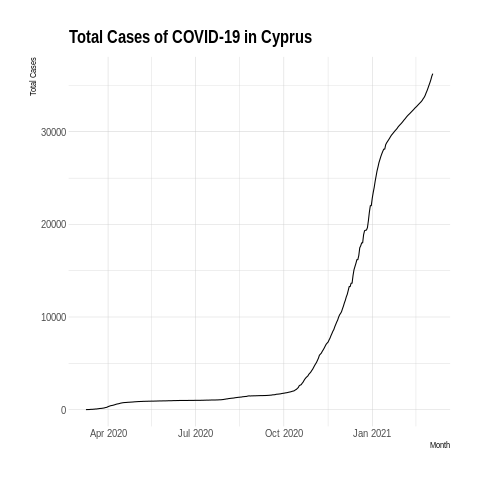 Total Cases of COVID-19 in Cyprus
Total Cases
30000
20000
10000
0
Apr 2020 Jul 2020 Oct 2020 Jan 2021
Month